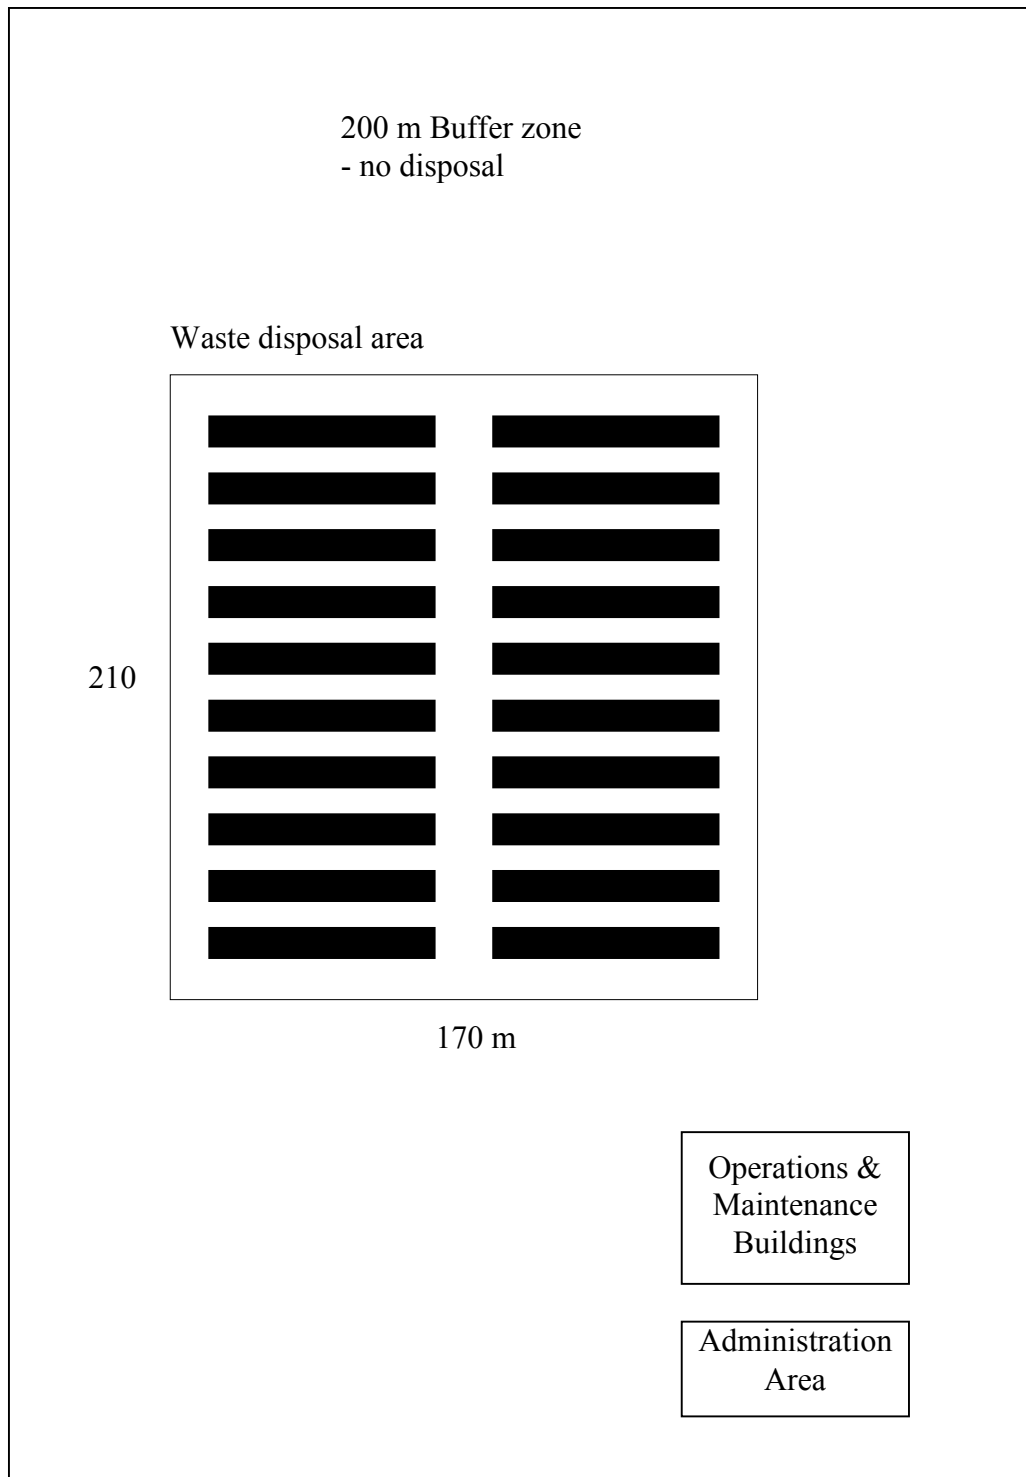 200 m Buffer zone
- no disposal
Waste disposal area
210
170 m
Operations &
Maintenance
Buildings
Administration
Area